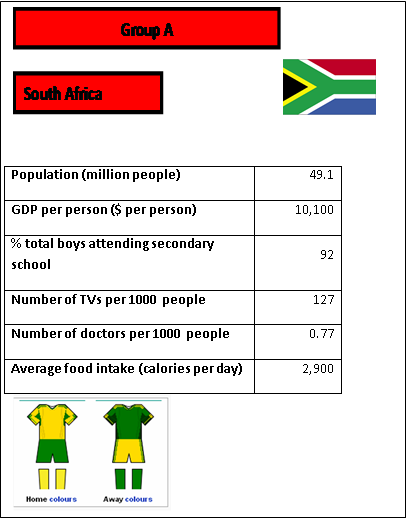 Group A
South Africa
Population (million people) 49.1
GDP per person ($ per person) 10,100
% total boys attending secondary
school 92
Number of TVs per 1000 people 127
Number of doctors per 1000 people 0.77
Average food intake (calories per day) 2,900
Home colours Away colours